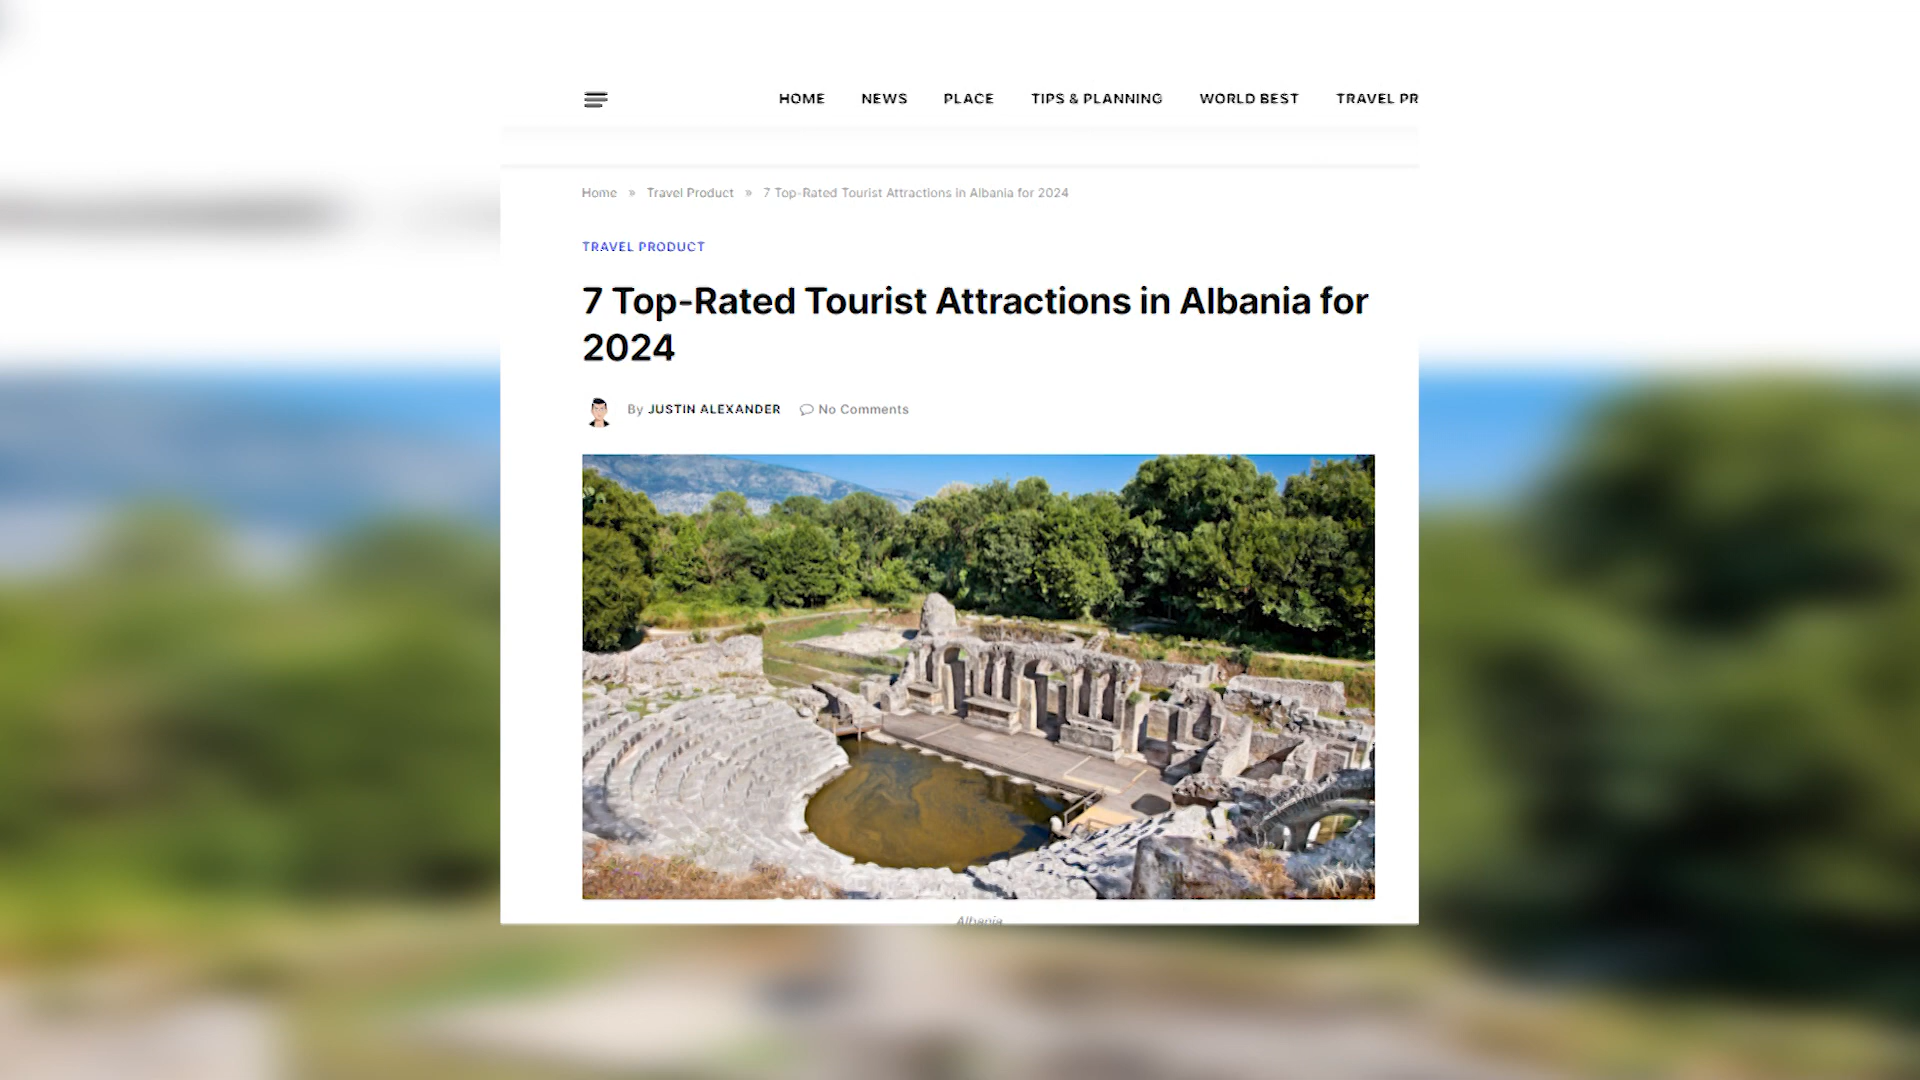 HOME NEWS PLACE TIPS & PLANNING WORLD BEST TRAVEL PR
Home » Travel Product » 7 Top-Rated Tourist Attractions in Albania for 2024
TRAVEL PRODUCT
7 Top-Rated Tourist Attractions in Albania for
2024
By JUSTIN ALEXANDER No Comments
Albania